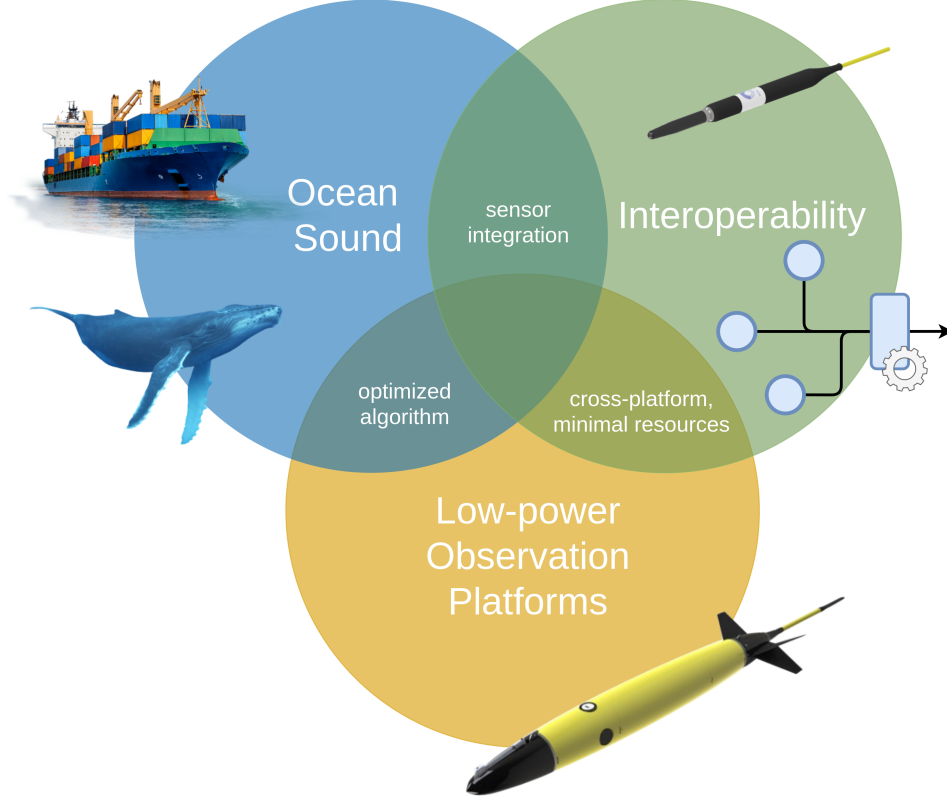 Ocean
Sound
sensor
integration
Interoperability
optimized
algorithm
cross-platform,
minimal resources
Low-power
Observation
Platforms